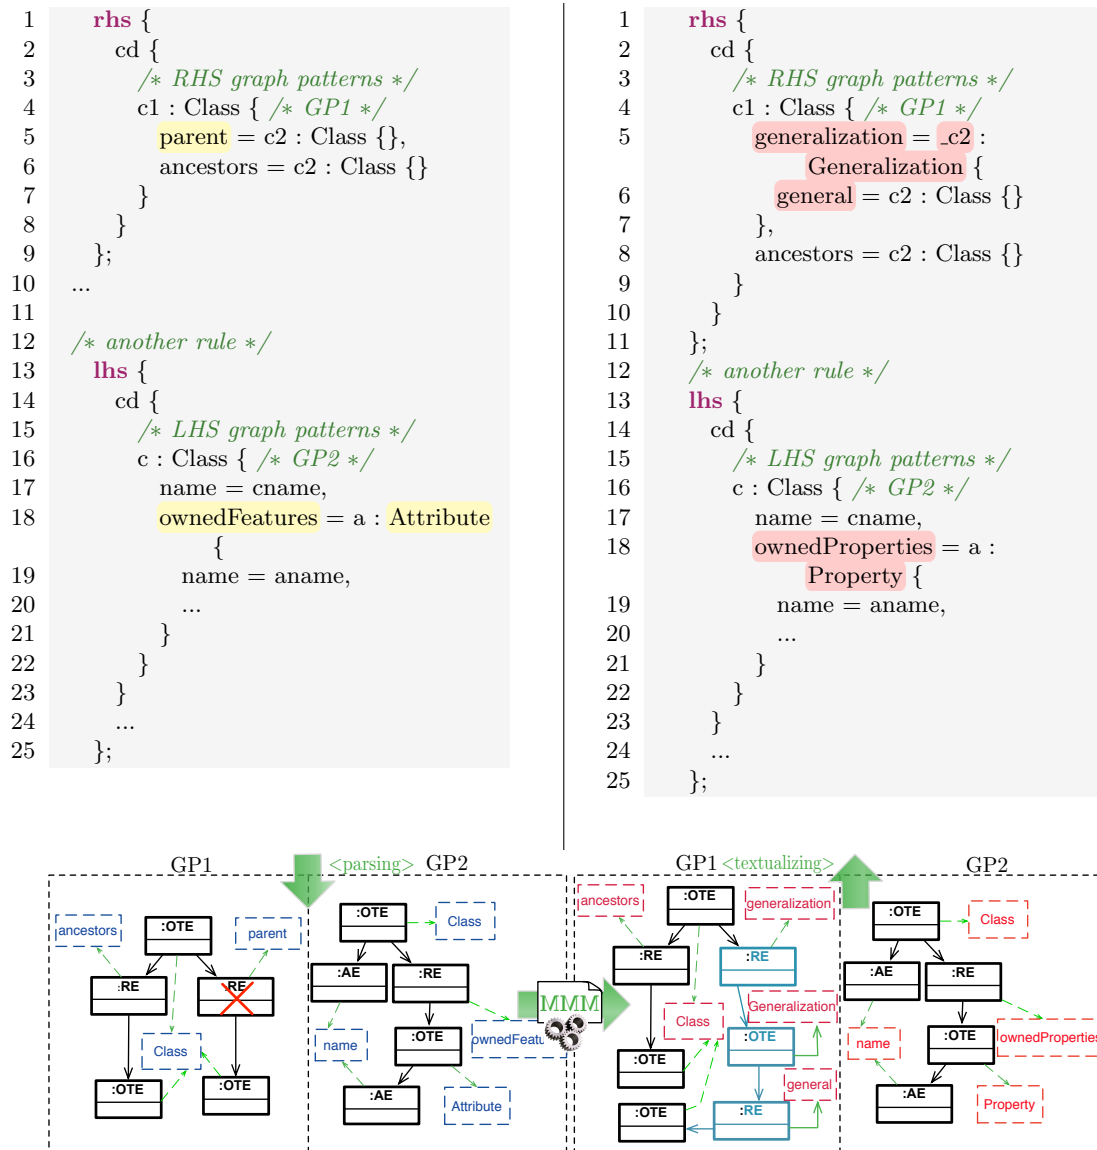 1 rhs {
2 cd {
3 /* RHS graph patterns */
4 c1 : Class { /* GP1 */
5 parent = c2 : Class {},
6 ancestors = c2 : Class {}
7 }
8 }
9 };
10 ...
11
12 /* another rule */
13 lhs {
14 cd {
15 /* LHS graph patterns */
16 c : Class { /* GP2 */
17 name = cname,
18 ownedFeatures = a : Attribute
{
19 name = aname,
20 ...
21 }
22 }
23 }
24 ...
25 };
1 rhs {
2 cd {
3 /* RHS graph patterns */
4 c1 : Class { /* GP1 */
5 generalization = _c2 :
Generalization {
6 general = c2 : Class {}
7 },
8 ancestors = c2 : Class {}
9 }
10 }
11 };
12 /* another rule */
13 lhs {
14 cd {
15 /* LHS graph patterns */
16 c : Class { /* GP2 */
17 name = cname,
18 ownedProperties = a :
Property {
19 name = aname,
20 ...
21 }
22 }
23 }
24 ...
25 };
GP1
<parsing>
GP2
GP1
<textualizing>
GP2
:OTE
ancestors
parent
:RE
:RE
Class
:OTE
:OTE
:OTE
Class
:AE
:RE
:OTE
name
ownedFeatu
:AE
Attribute
MMM
ancestors
:OTE
generalization
:RE
:RE
Class
Generalization
:OTE
:OTE
general
:OTE
:RE
:OTE
Class
:AE
:RE
name
:OTE
ownedProperties
:AE
Property